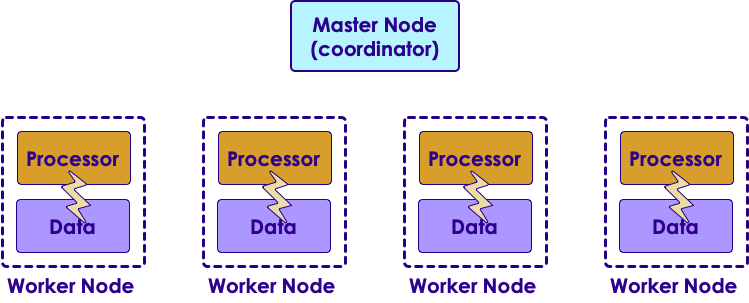 Master Node
(coordinator)
Processor
Data
Worker Node
Processor
Data
Worker Node
Processor
Data
Worker Node
Processor
Data
Worker Node